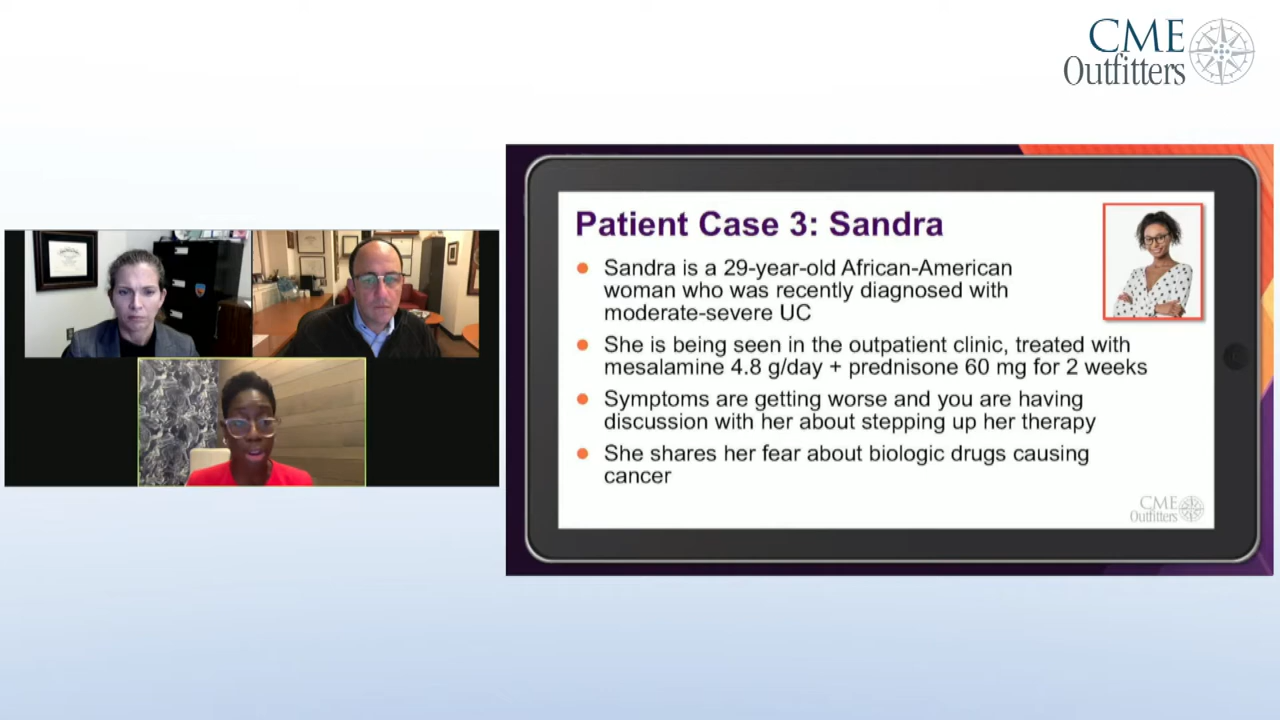 CME
Outfitters
Patient Case 3: Sandra
Sandra is a 29-year-old African-American
woman who was recently diagnosed with
moderate-severe UC
She is being seen in the outpatient clinic, treated with
mesalamine 4.8 g/day + prednisone 60 mg for 2 weeks
Symptoms are getting worse and you are having
discussion with her about stepping up her therapy
She shares her fear about biologic drugs causing
cancer
CME
Outfitters